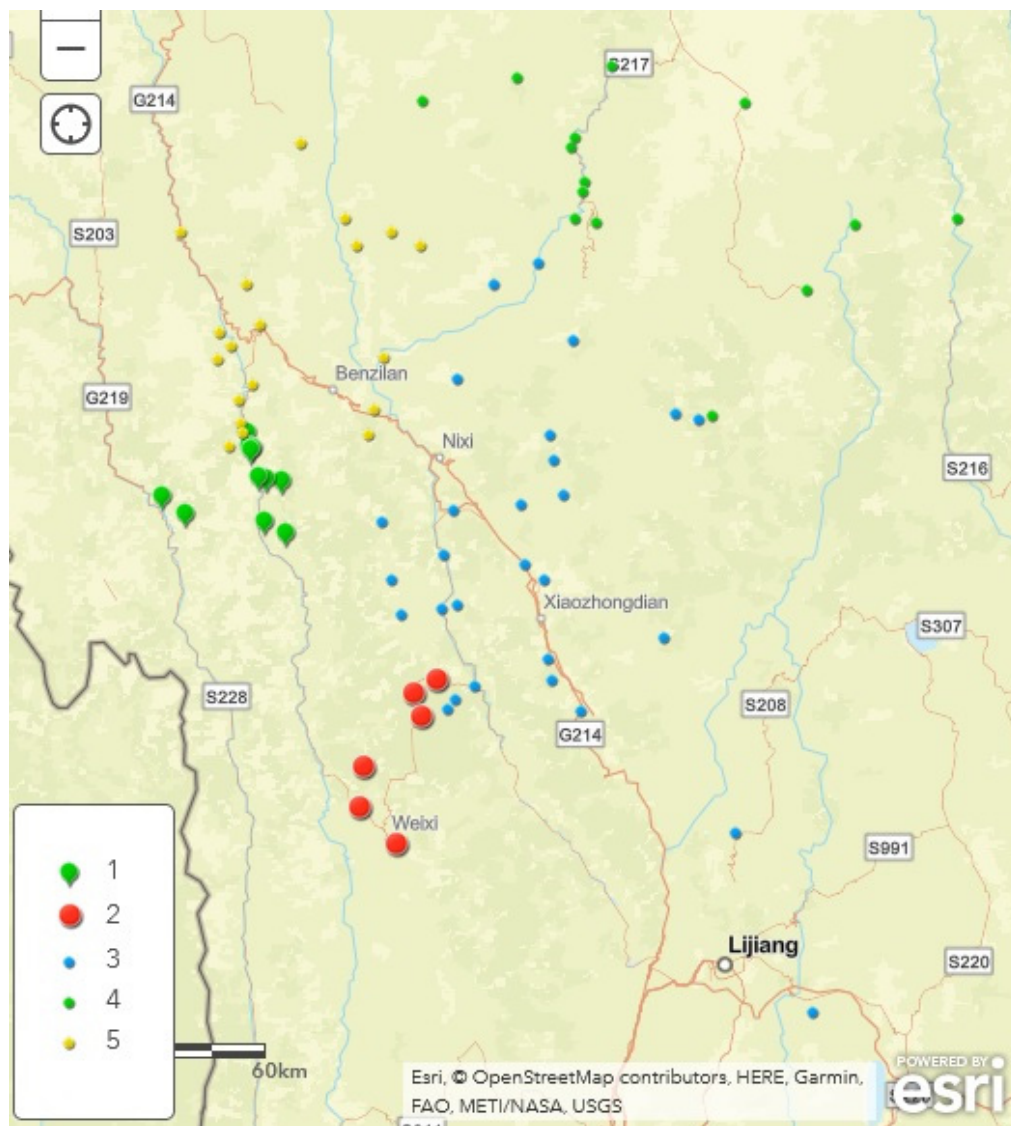 −
S217
G214
S203
Benzilan
G219
Nixi
S216
Xiaozhongdian
S307
S228
S208
G214
Weixi
S991
1
2
3
4
5
Lijiang
S220
60km
Esri, © OpenStreetMap contributors, HERE, Garmin,
FAO, METI/NASA, USGS
POWERED BY
esri